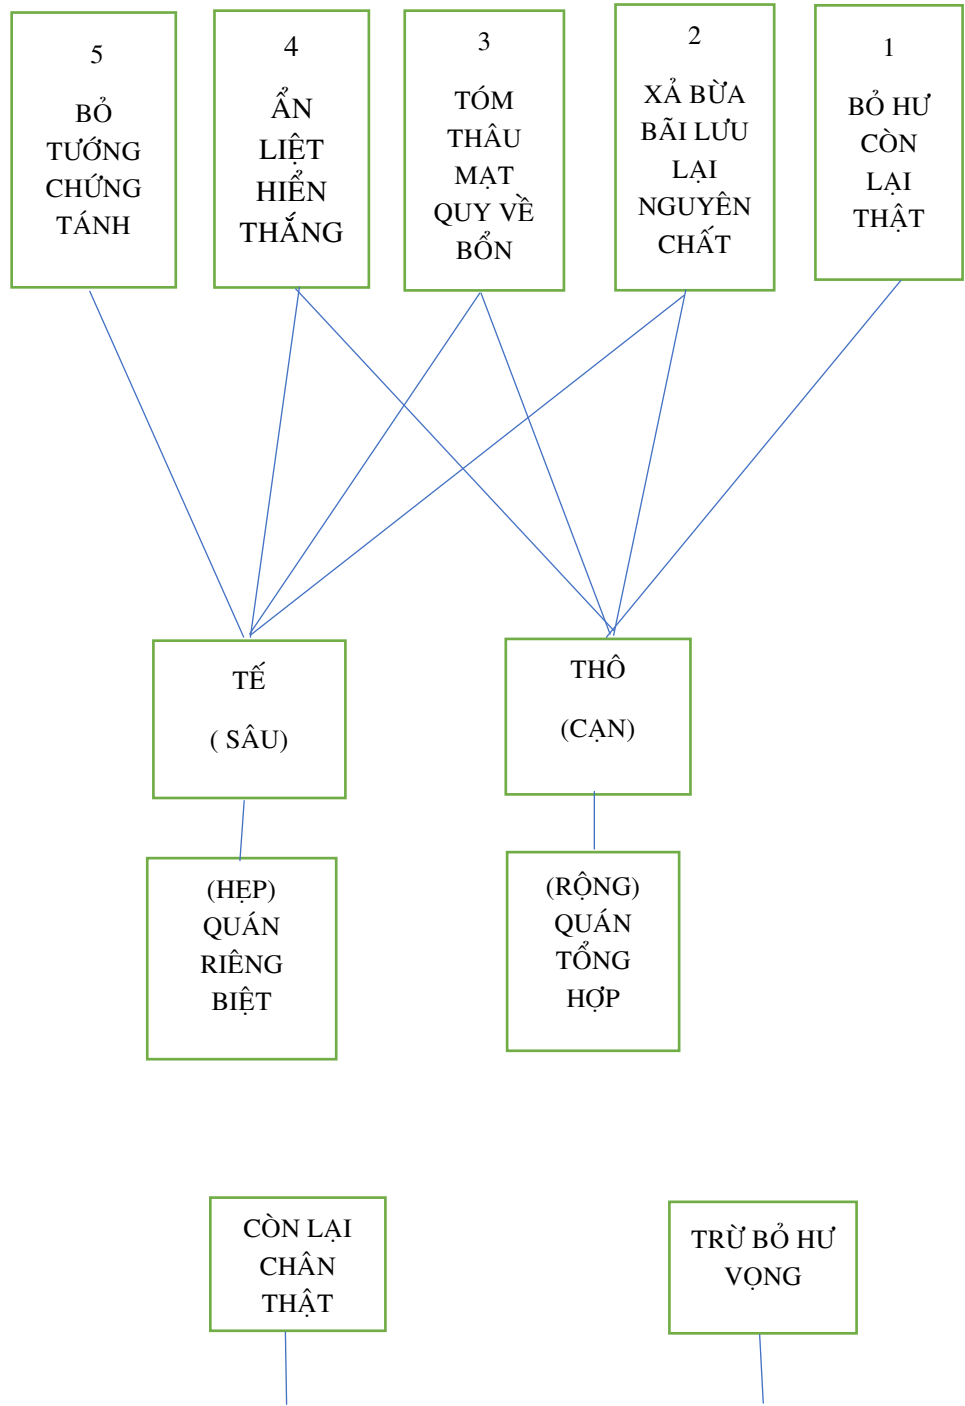 5
BỎ
TƯỚNG
CHỨNG
TÁNH
4
ẨN
LIỆT
HIỂN
THẮNG
3
TÓM
THÂU
MẠT
QUY VỀ
BỔN
2
XẢ BỪA
BÃI LƯU
LẠI
NGUYÊN
CHẤT
1
BỎ HƯ
CÒN
LẠI
THẬT
TẾ
( SÂU)
THÔ
(CẠN)
(HẸP)
QUÁN
RIÊNG
BIỆT
(RỘNG)
QUÁN
TỔNG
HỢP
CÒN LẠI
CHÂN
THẬT
TRỪ BỎ HƯ
VỌNG